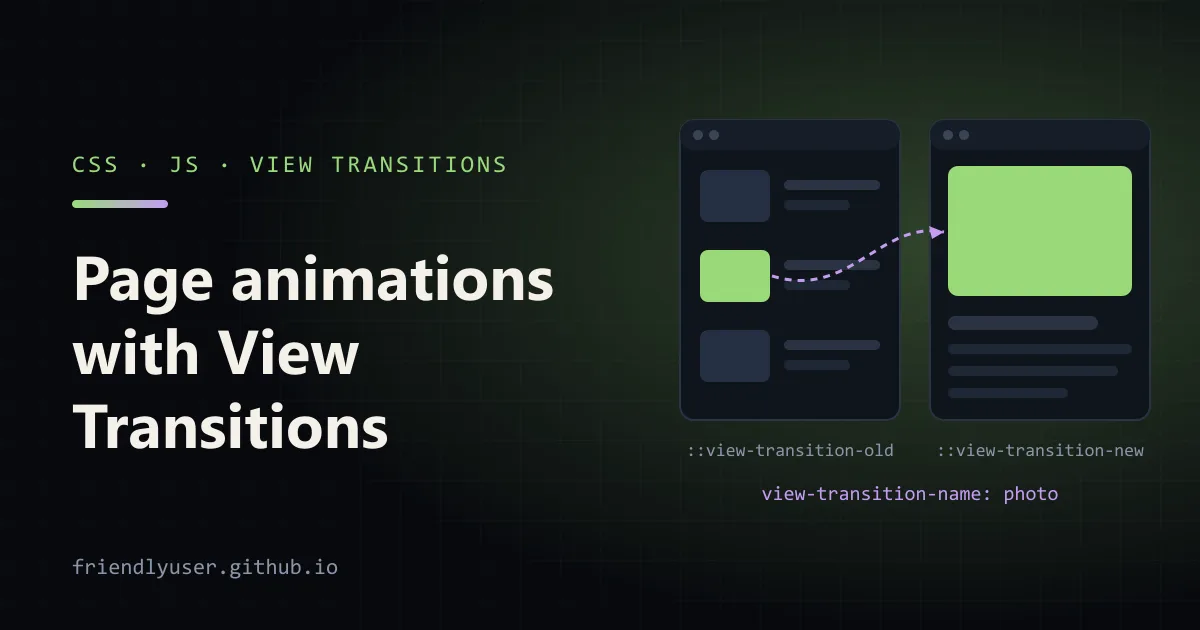 CSS · JS · VIEW TRANSITIONS
Page animations
with View
Transitions
::view-transition-old
::view-transition-new
view-transition-name: photo
friendlyuser.github.io